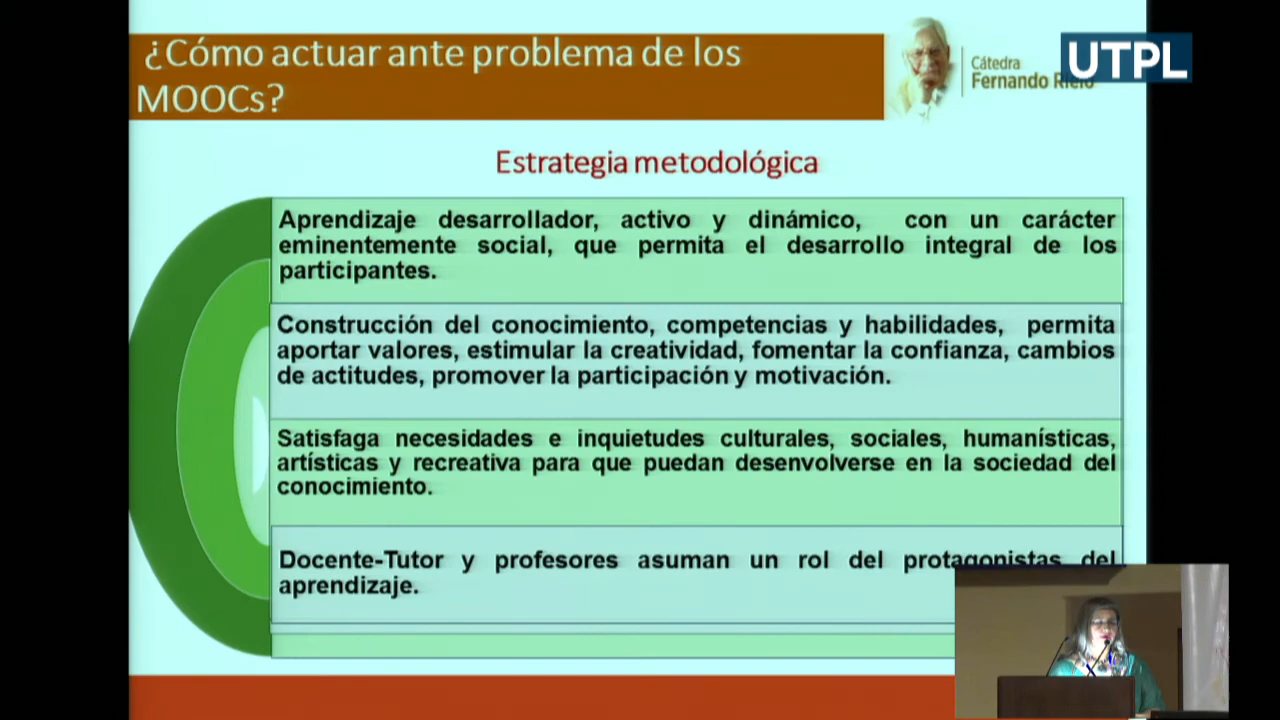 ¿Cómo actuar ante problema de los
MOOCs?
Cátedra
Fernando Rielo
UTPL
Estrategia metodológica
Aprendizaje desarrollador, activo y dinámico, con un carácter
eminentemente social, que permita el desarrollo integral de los
participantes.
Construcción del conocimiento, competencias y habilidades, permita
aportar valores, estimular la creatividad, fomentar la confianza, cambios
de actitudes, promover la participación y motivación.
Satisfaga necesidades e inquietudes culturales, sociales, humanísticas,
artísticas y recreativa para que puedan desenvolverse en la sociedad del
conocimiento.
Docente-Tutor y profesores asuman un rol del protagonistas del
aprendizaje.